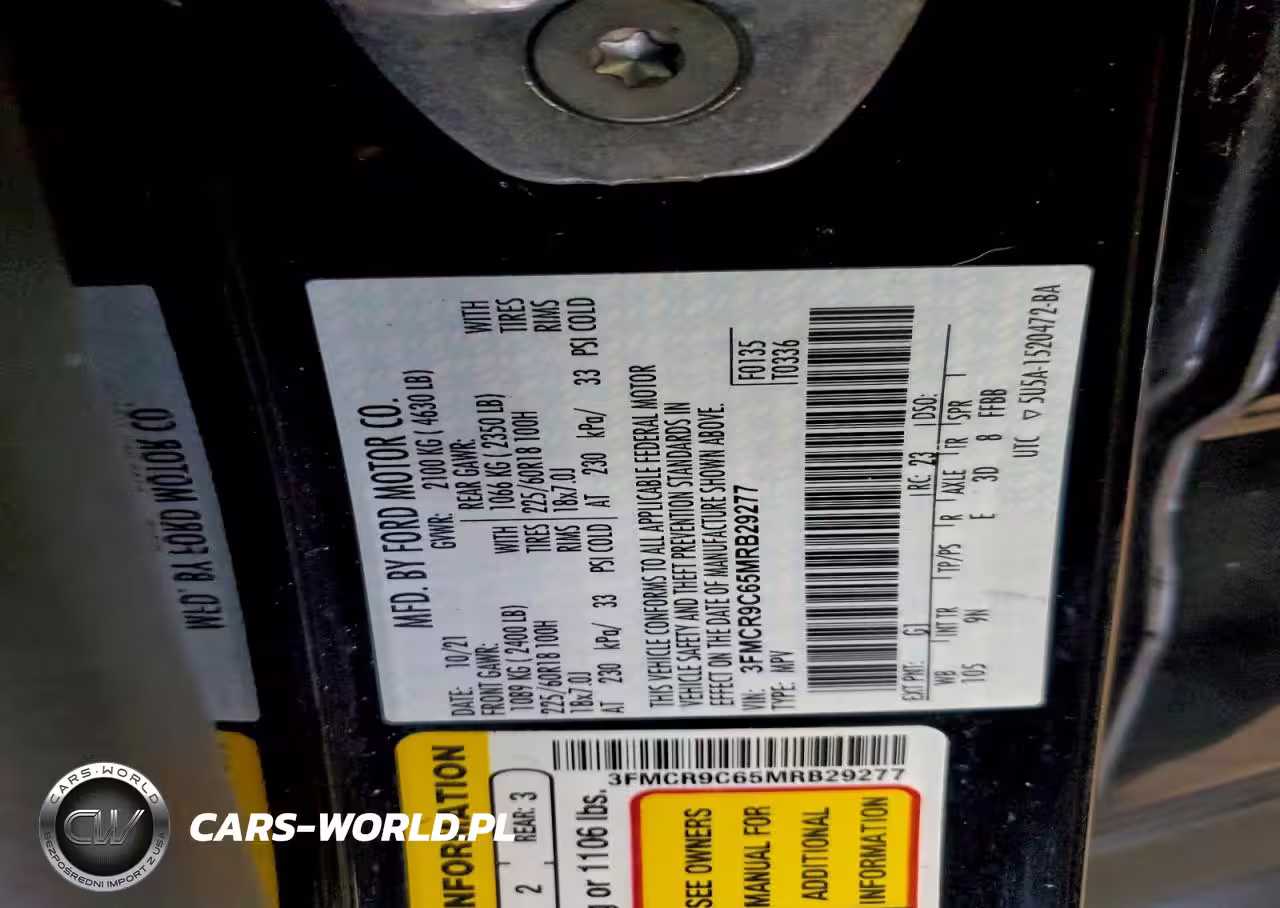 MFD. BY FORD MOTOR CO.
DATE: 10/21 GVWR: 2100 KG ( 4630 LB)
FRONT GAWR: REAR GAWR:
1089 KG ( 2400 LB) WITH 1066 KG ( 2350 LB) WITH
225/60R18 100H TIRES 225/60R18 100H TIRES
18x7.0J RIMS 18x7.0J RIMS
AT 230 kPa/ 33 PSI COLD AT 230 kPa/ 33 PSI COLD
THIS VEHICLE CONFORMS TO ALL APPLICABLE FEDERAL MOTOR
VEHICLE SAFETY AND THEFT PREVENTION STANDARDS IN
EFFECT ON THE DATE OF MANUFACTURE SHOWN ABOVE.
VIN: 3FMCR9C65MRB29277 F0135
TYPE: MPV T0336
EXT PNT: G1 RC: 23 DSO:
WB INT TR TP/PS R AXLE TR SPR
105 9N E 3D 8 FFBB
UTC ▽ 5U5A-1520472-BA
3FMCR9C65MRB29277
INFORMATION
2 REAR: 3
or 1106 lbs.
SEE OWNERS
MANUAL FOR
ADDITIONAL
INFORMATION
MFD. BY FORD MOTOR CO
CARS-WORLD
CW
BEZPOŚREDNI IMPORT Z USA
CARS-WORLD.PL